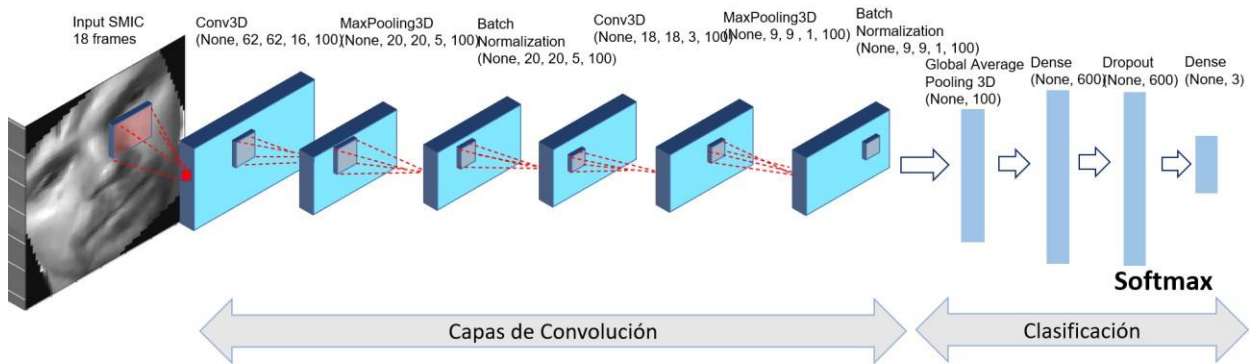 Input SMIC
18 frames
Conv3D
(None, 62, 62, 16, 100)
MaxPooling3D
(None, 20, 20, 5, 100)
Batch
Normalization
(None, 20, 20, 5, 100)
Conv3D
(None, 18, 18, 3, 100)
MaxPooling3D
(None, 9, 9 , 1, 100)
Batch
Normalization
(None, 9, 9, 1, 100)
Global Average
Pooling 3D
(None, 100)
Dense
(None, 600)
Dropout
(None, 600)
Dense
(None, 3)
Softmax
Capas de Convolución
Clasificación